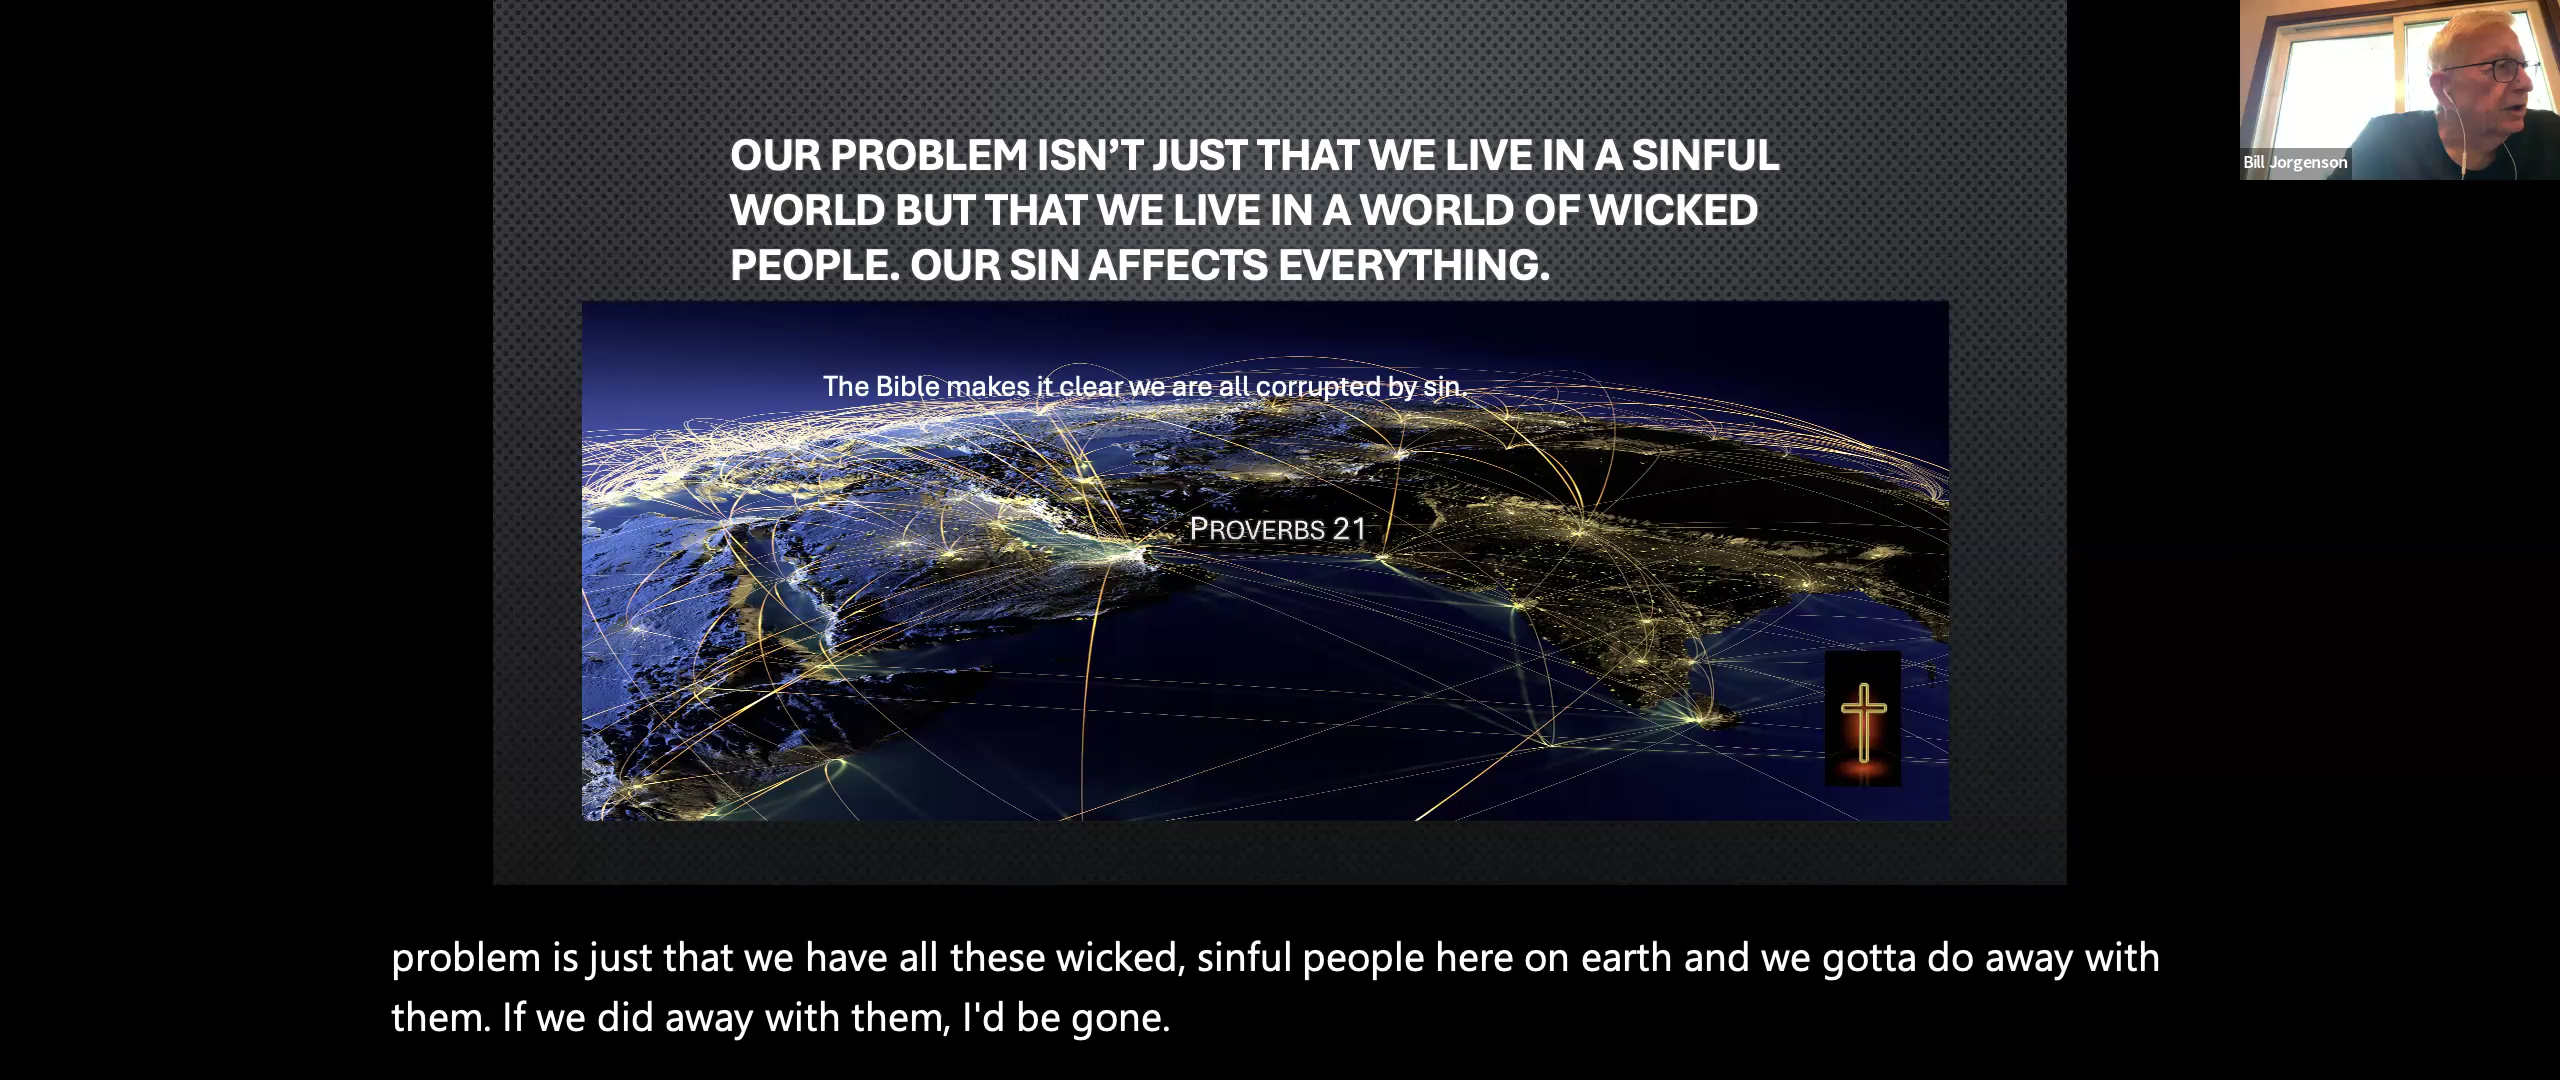 OUR PROBLEM ISN’T JUST THAT WE LIVE IN A SINFUL
WORLD BUT THAT WE LIVE IN A WORLD OF WICKED
PEOPLE. OUR SIN AFFECTS EVERYTHING.
The Bible makes it clear we are all corrupted by sin.
PROVERBS 21
Bill Jorgenson
problem is just that we have all these wicked, sinful people here on earth and we gotta do away with
them. If we did away with them, I'd be gone.